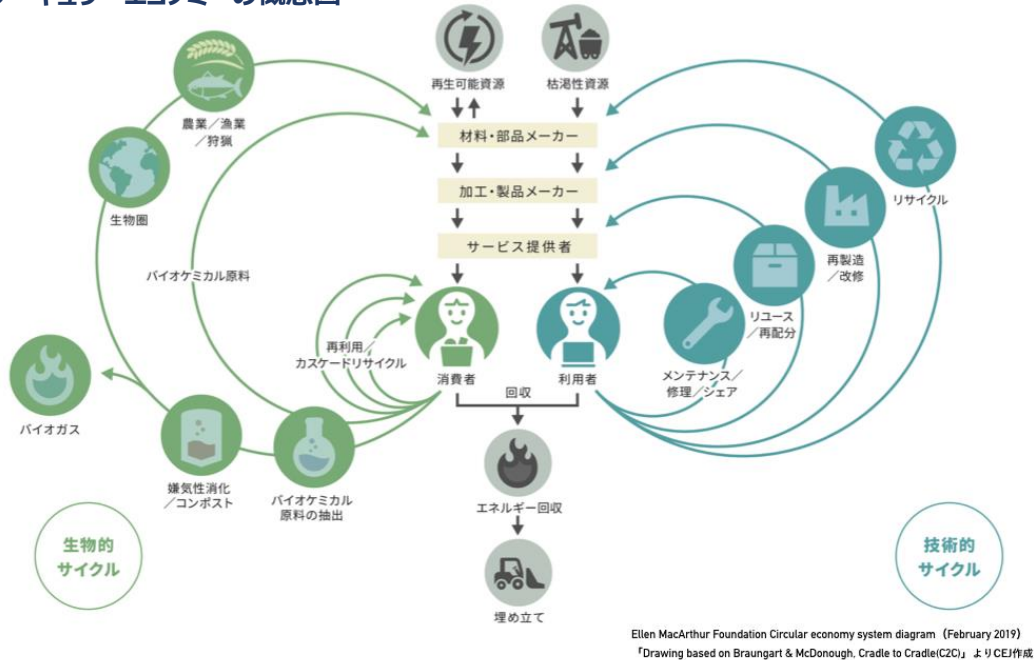 再生可能資源
枯渇性資源
農業/漁業
/狩猟
材料・部品メーカー
生物圏
加工・製品メーカー
リサイクル
サービス提供者
再製造
/改修
バイオケミカル原料
リユース
/再配分
再利用/
カスケードリサイクル
消費者
利用者
メンテナンス/
修理/シェア
回収
バイオガス
嫌気性消化
/コンポスト
バイオケミカル
原料の抽出
エネルギー回収
生物的
サイクル
技術的
サイクル
埋め立て
Ellen MacArthur Foundation Circular economy system diagram (February 2019)
「Drawing based on Braungart & McDonough, Cradle to Cradle(C2C)」よりCEJ作成